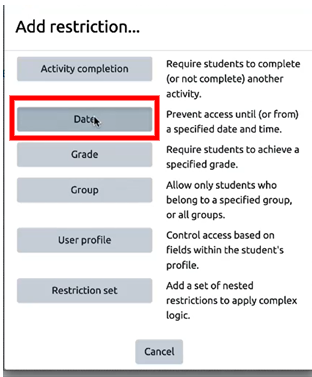 Add restriction...
Activity completion
Require students to complete
(or not complete) another
activity.
Date
Prevent access until (or from)
a specified date and time.
Grade
Require students to achieve a
specified grade.
Group
Allow only students who
belong to a specified group,
or all groups.
User profile
Control access based on
fields within the student's
profile.
Restriction set
Add a set of nested
restrictions to apply complex
logic.
Cancel